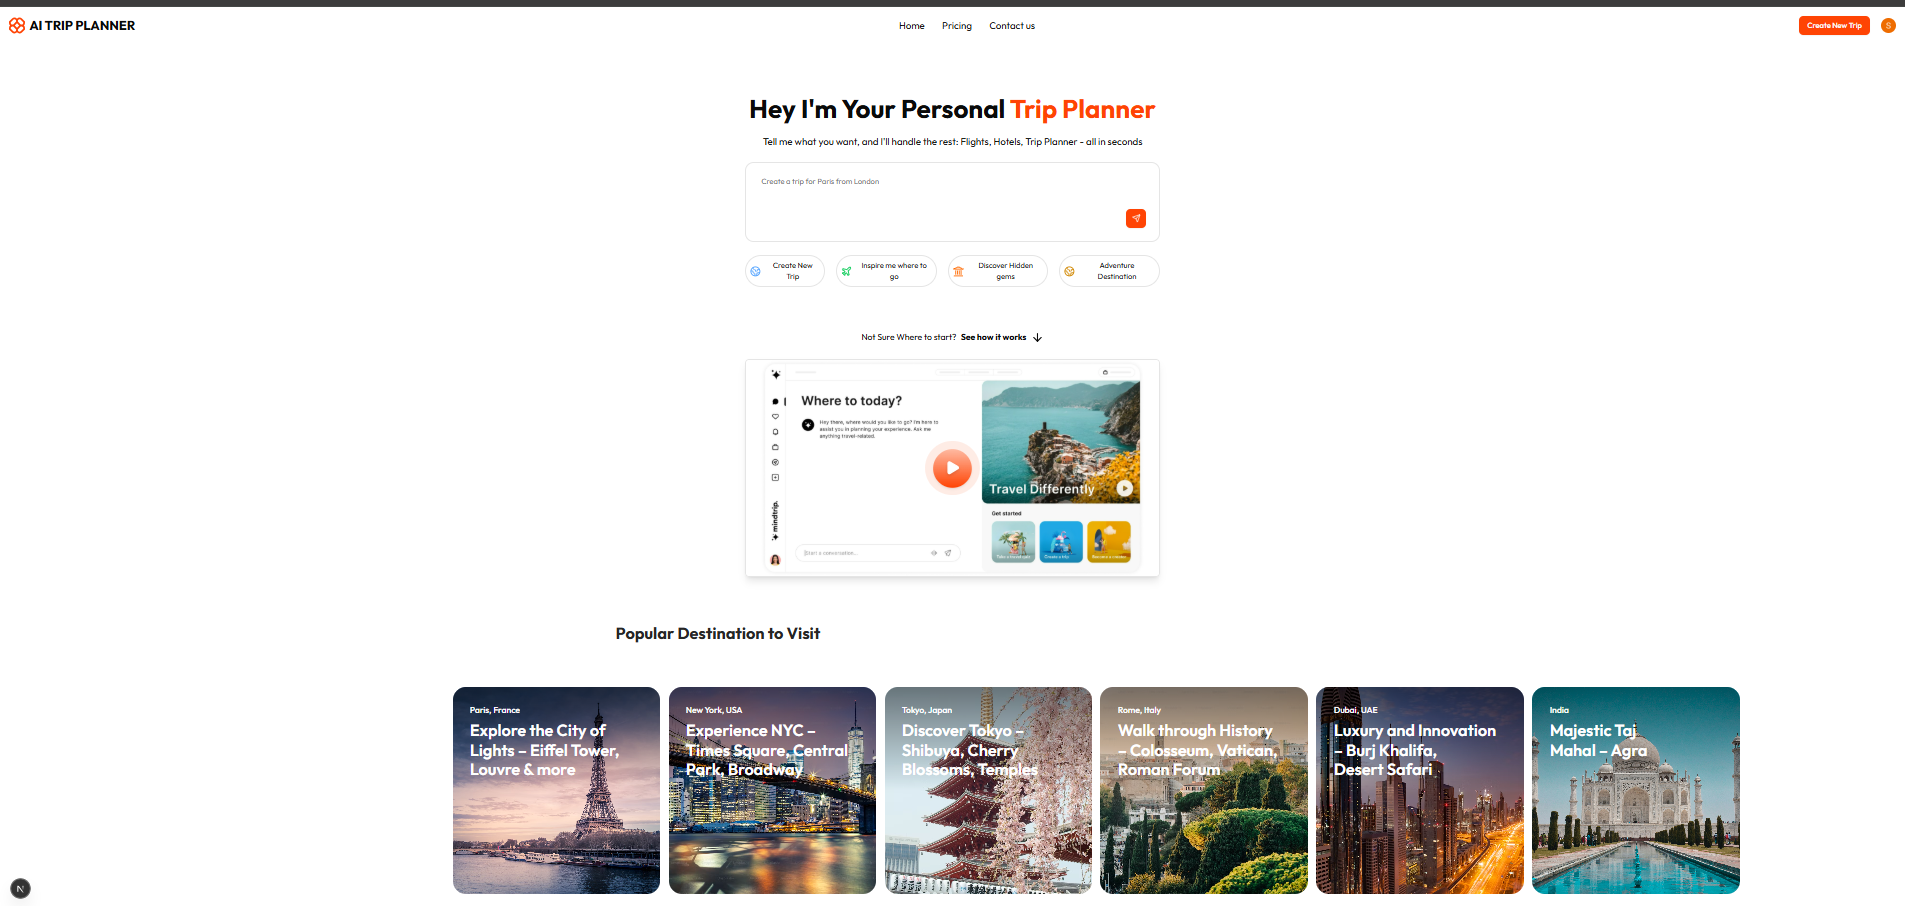 AI TRIP PLANNER
Home
Pricing
Contact us
Create New Trip
S
Hey I'm Your Personal Trip Planner
Tell me what you want, and I'll handle the rest: Flights, Hotels, Trip Planner - all in seconds
Create a trip for Paris from London
Create New
Trip
Inspire me where to
go
Discover Hidden
gems
Adventure
Destination
Not Sure Where to start? See how it works
Where to today?
Hey there, where would you like to go? I'm here to
assist you in planning your experience. Ask me
anything travel-related.
Travel Differently
Get started
mindtrip.
Start a conversation...
Create a trip
Popular Destination to Visit
Paris, France
Explore the City of
Lights – Eiffel Tower,
Louvre & more
New York, USA
Experience NYC –
Times Square, Central
Park, Broadway
Tokyo, Japan
Discover Tokyo –
Shibuya, Cherry
Blossoms, Temples
Rome, Italy
Walk through History
– Colosseum, Vatican,
Roman Forum
Dubai, UAE
Luxury and Innovation
– Burj Khalifa,
Desert Safari
India
Majestic Taj
Mahal – Agra
N